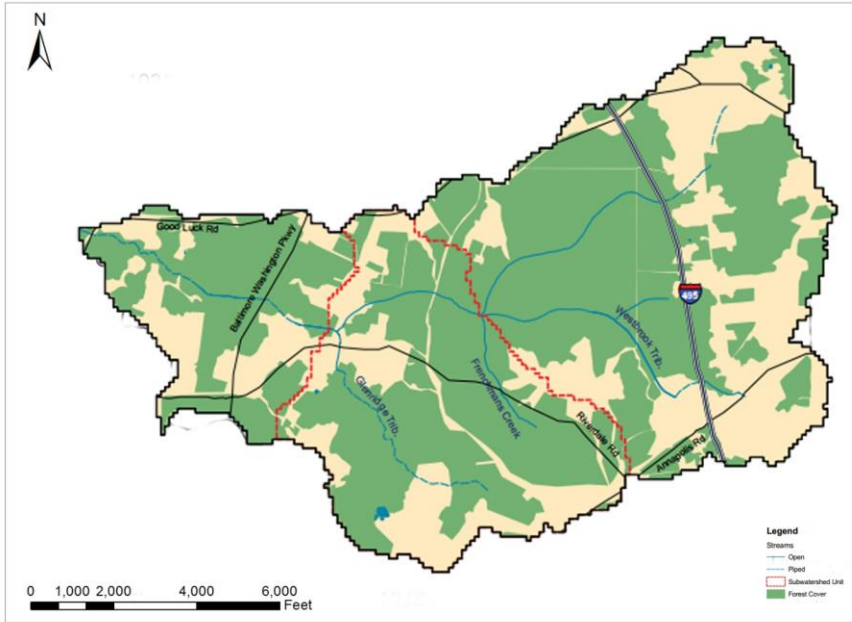 N
Good Luck Rd
Baltimore Washington Pkwy
495
Westbrook Trib.
Glenridge Trib.
Frenchmans Creek
Riverdale Rd
Annapolis Rd
Legend
Streams
Open
Piped
Subwatershed Unit
Forest Cover
0 1,000 2,000 4,000 6,000
Feet